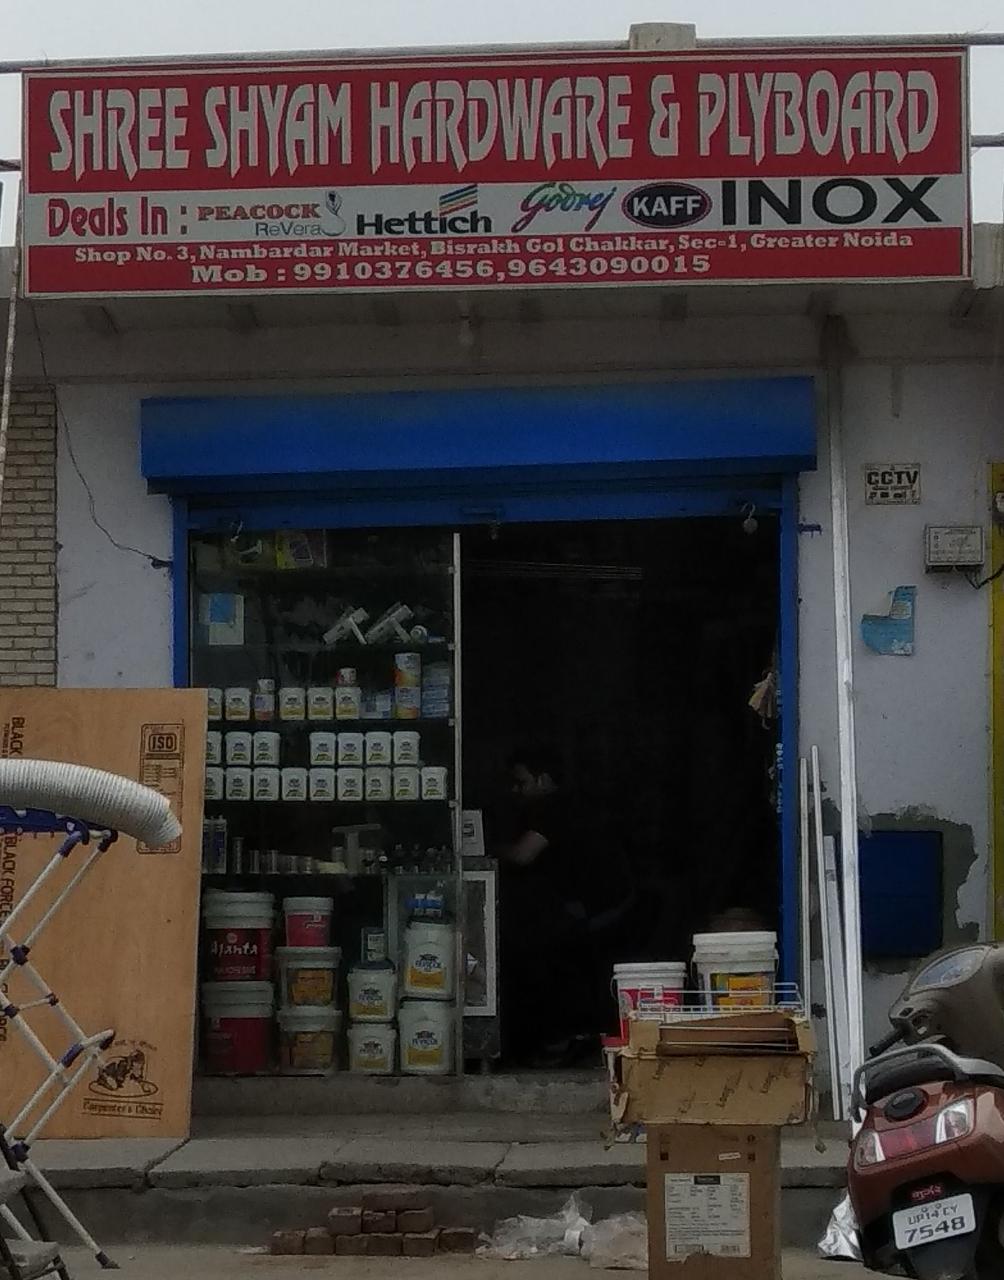 SHREE SHYAM HARDWARE & PLYBOARD
Deals In : PEACOCK ReVera Hettich Godrej KAFF INOX
Shop No. 3, Nambardar Market, Bisrakh Gol Chakkar, Sec-1, Greater Noida
Mob : 9910376456, 9643090015
CCTV
ISO
BLACK
BLACK FORCE
Ajanta
Carpenter's Choice
UP14 CY
7548